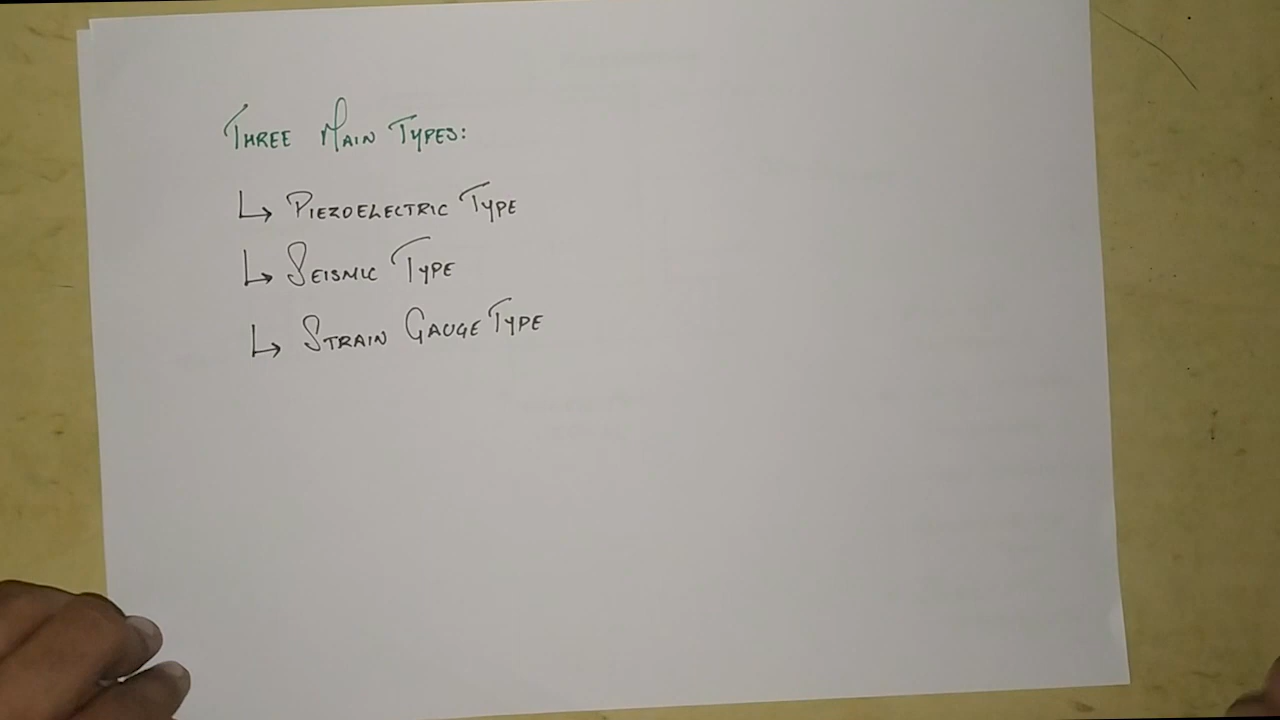 THREE MAIN TYPES:
↳ PIEZOELECTRIC TYPE
↳ SEISMIC TYPE
↳ STRAIN GAUGE TYPE